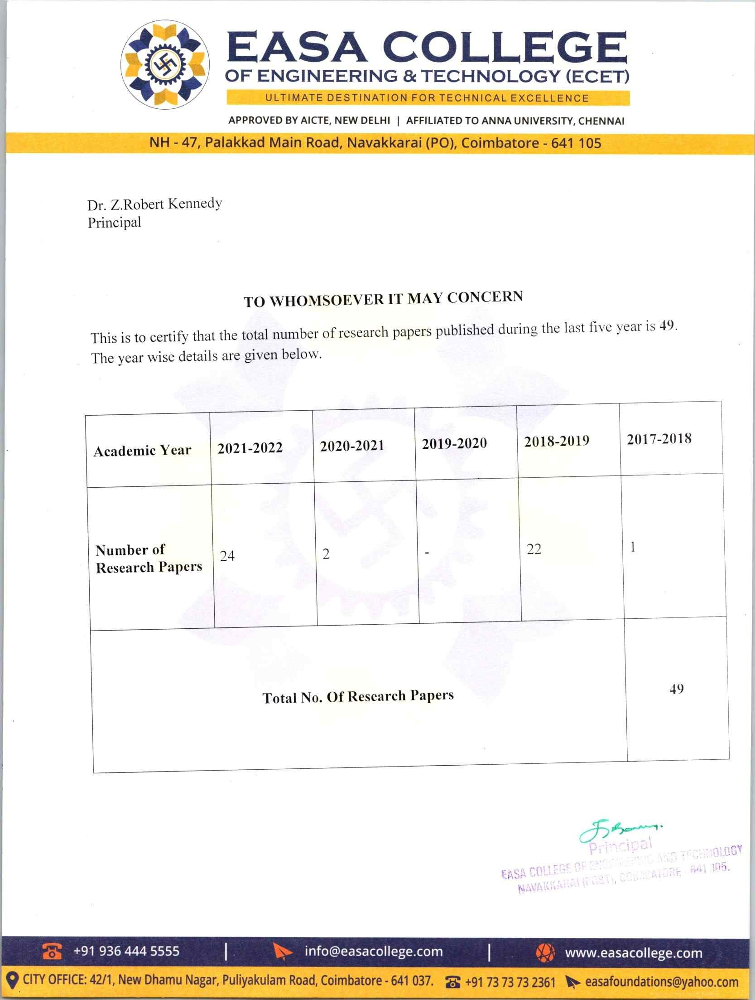 EASA COLLEGE
OF ENGINEERING & TECHNOLOGY (ECET)
ULTIMATE DESTINATION FOR TECHNICAL EXCELLENCE
APPROVED BY AICTE, NEW DELHI | AFFILIATED TO ANNA UNIVERSITY, CHENNAI
NH - 47, Palakkad Main Road, Navakkarai (PO), Coimbatore - 641 105
Dr. Z.Robert Kennedy
Principal
TO WHOMSOEVER IT MAY CONCERN
This is to certify that the total number of research papers published during the last five year is 49.
The year wise details are given below.
Academic Year 2021-2022 2020-2021 2019-2020 2018-2019 2017-2018
Number of
Research Papers 24 2 - 22 1
Total No. Of Research Papers 49
Principal
EASA COLLEGE OF ENGINEERING AND TECHNOLOGY
NAVAKKARAI (POST), COIMBATORE - 641 105.
+91 936 444 5555 | info@easacollege.com | www.easacollege.com
CITY OFFICE: 42/1, New Dhamu Nagar, Puliyakulam Road, Coimbatore - 641 037. +91 73 73 73 2361 easafoundations@yahoo.com